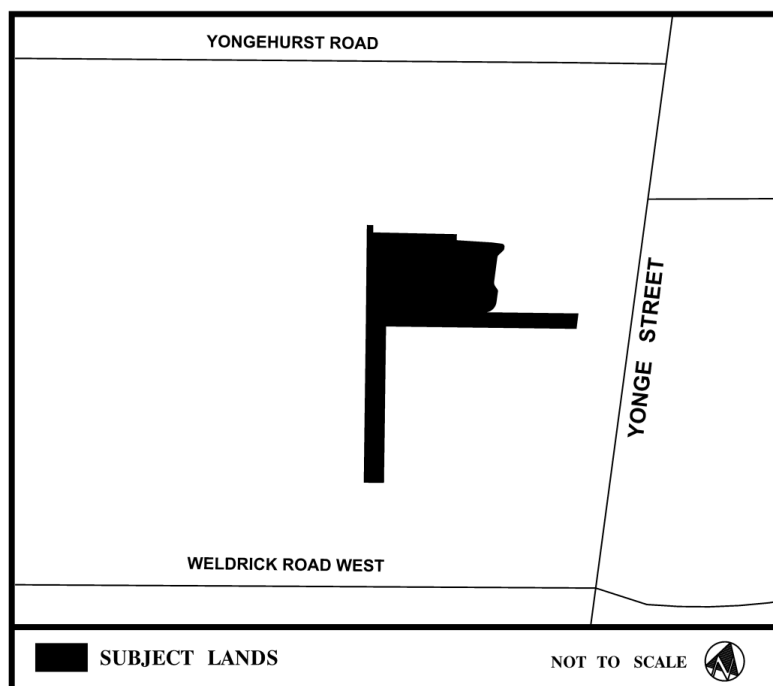 YONGEHURST ROAD
YONGE STREET
WELDRICK ROAD WEST
SUBJECT LANDS
NOT TO SCALE